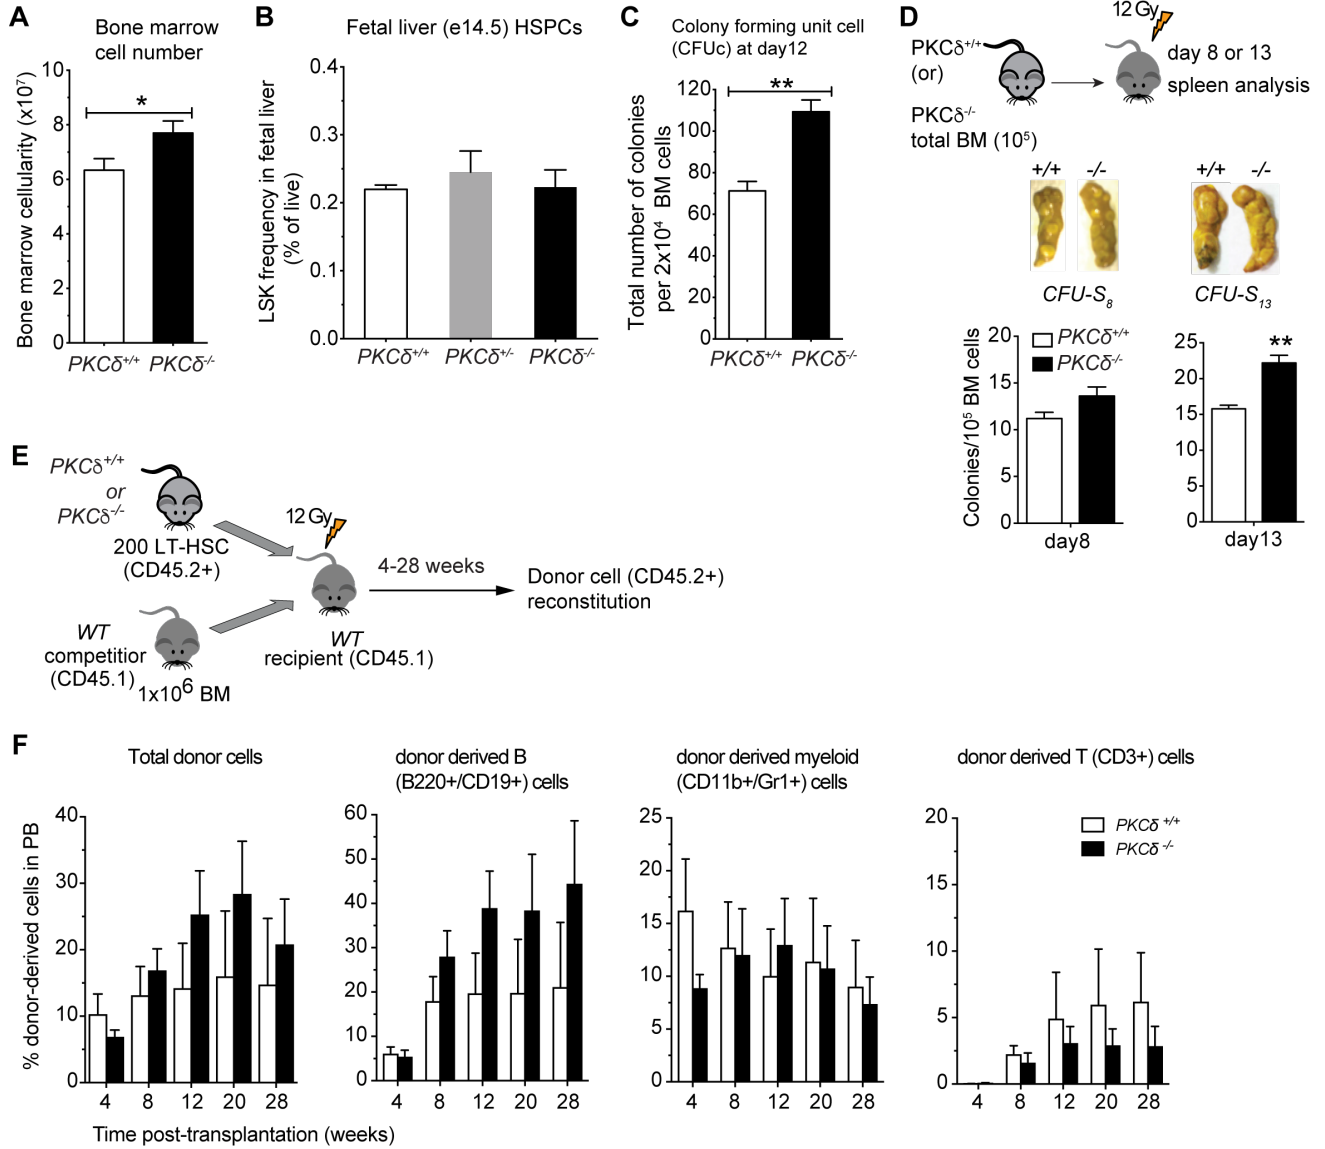 A
Bone marrow
cell number
Bone marrow cellularity (x10⁷)
10
8
6
4
2
0
*
PKCδ+/+
PKCδ-/-
B
Fetal liver (e14.5) HSPCs
LSK frequency in fetal liver
(% of live)
0.4
0.3
0.2
0.1
0.0
PKCδ+/+
PKCδ+/-
PKCδ-/-
C
Colony forming unit cell
(CFUc) at day12
Total number of colonies
per 2x10⁴ BM cells
120
100
80
60
40
20
0
**
PKCδ+/+
PKCδ-/-
D
12 Gy
PKCδ+/+
(or)
PKCδ-/-
total BM (10⁵)
day 8 or 13
spleen analysis
+/+ -/-
+/+ -/-
CFU-S8
CFU-S13
Colonies/10⁵ BM cells
20
15
10
5
0
PKCδ+/+
PKCδ-/-
day8
25
20
15
10
5
0
**
day13
E
PKCδ+/+
or
PKCδ-/-
200 LT-HSC
(CD45.2+)
WT
competitior
(CD45.1)
1x10⁶ BM
12 Gy
WT
recipient (CD45.1)
4-28 weeks
Donor cell (CD45.2+)
reconstitution
F
Total donor cells
% donor-derived cells in PB
40
30
20
10
0
4 8 12 20 28
Time post-transplantation (weeks)
donor derived B
(B220+/CD19+) cells
60
50
40
30
20
10
0
4 8 12 20 28
donor derived myeloid
(CD11b+/Gr1+) cells
25
20
15
10
5
0
4 8 12 20 28
donor derived T (CD3+) cells
20
15
10
5
0
PKCδ +/+
PKCδ -/-
4 8 12 20 28